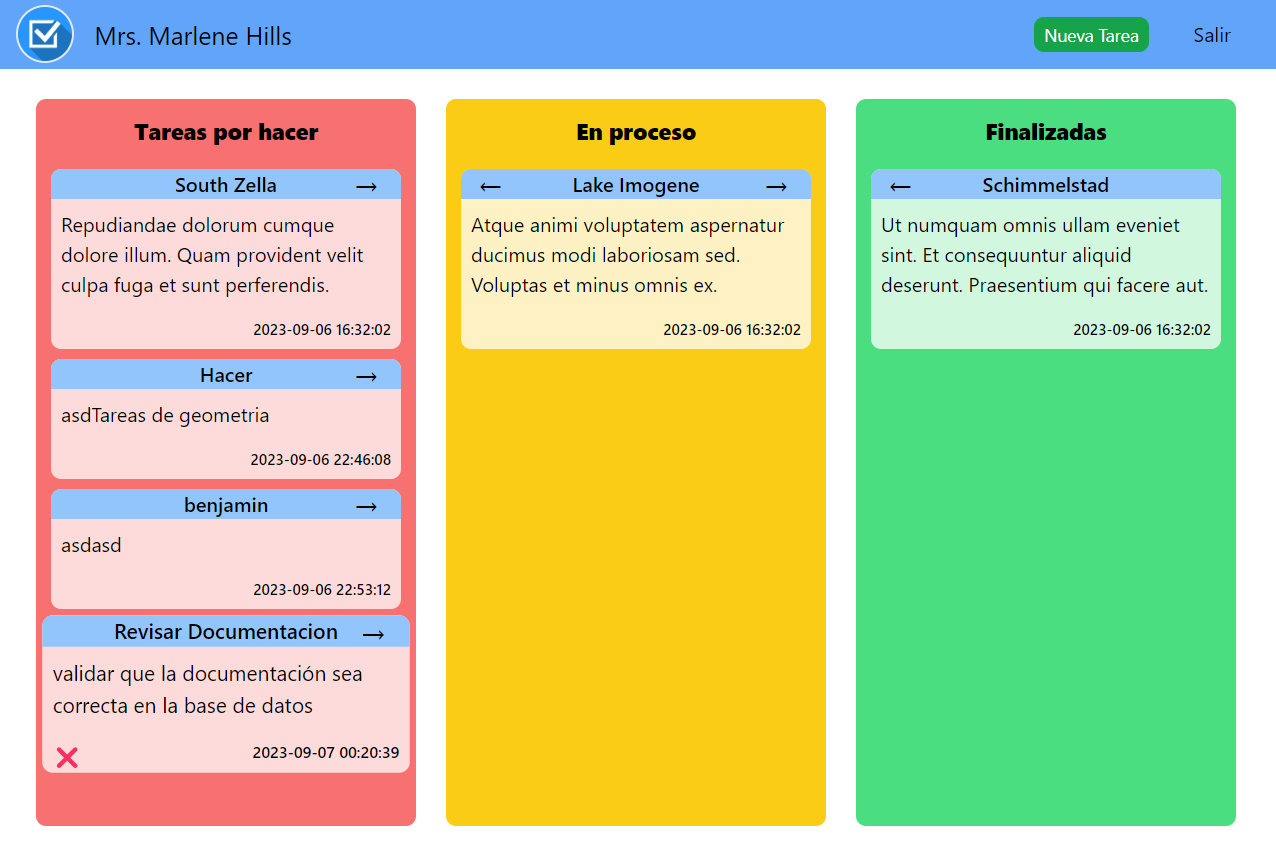 Mrs. Marlene Hills
Nueva Tarea
Salir
Tareas por hacer
South Zella →
Repudiandae dolorum cumque
dolore illum. Quam provident velit
culpa fuga et sunt perferendis.
2023-09-06 16:32:02
Hacer →
asdTareas de geometria
2023-09-06 22:46:08
benjamin →
asdasd
2023-09-06 22:53:12
Revisar Documentacion →
validar que la documentación sea
correcta en la base de datos
2023-09-07 00:20:39
En proceso
← Lake Imogene →
Atque animi voluptatem aspernatur
ducimus modi laboriosam sed.
Voluptas et minus omnis ex.
2023-09-06 16:32:02
Finalizadas
← Schimmelstad
Ut numquam omnis ullam eveniet
sint. Et consequuntur aliquid
deserunt. Praesentium qui facere aut.
2023-09-06 16:32:02